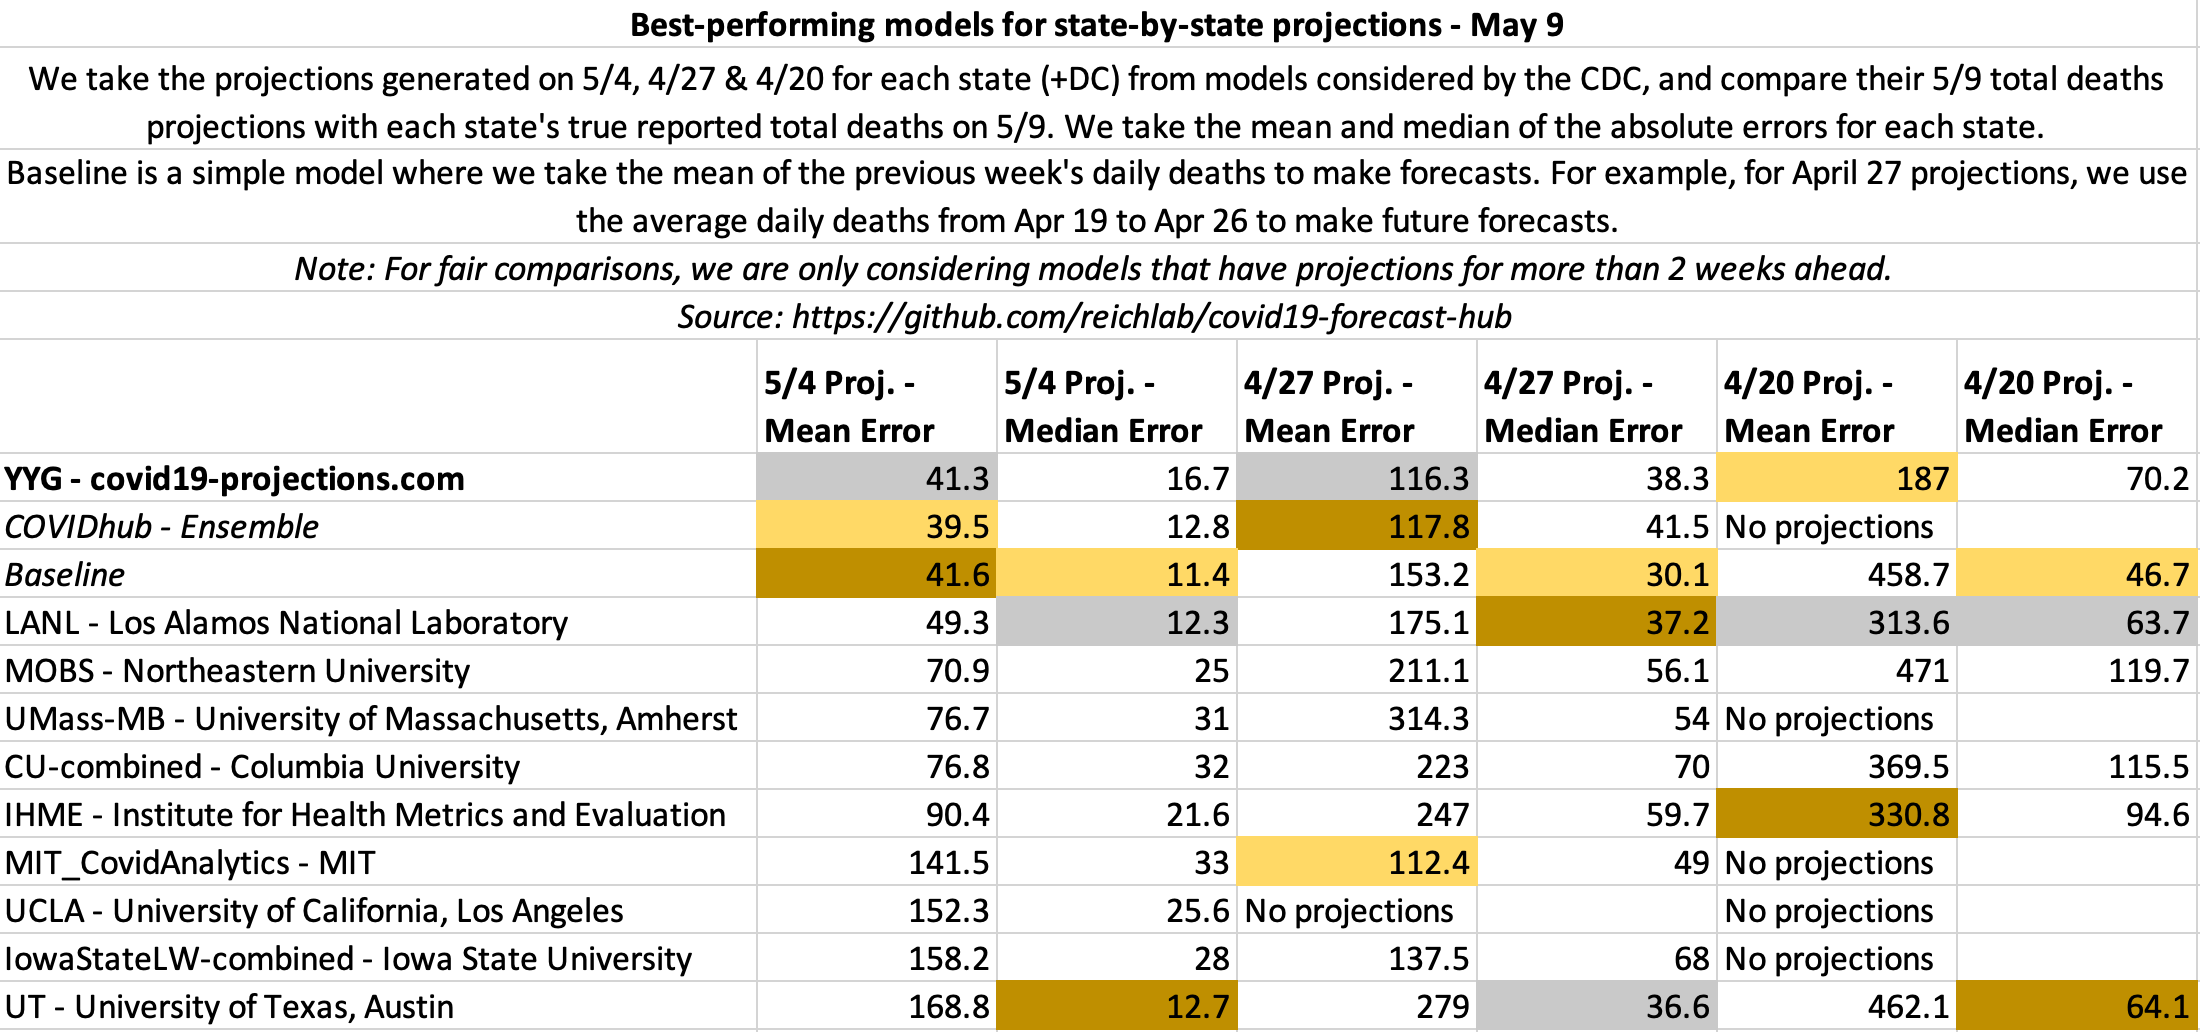 Best-performing models for state-by-state projections - May 9
We take the projections generated on 5/4, 4/27 & 4/20 for each state (+DC) from models considered by the CDC, and compare their 5/9 total deaths
projections with each state's true reported total deaths on 5/9. We take the mean and median of the absolute errors for each state.
Baseline is a simple model where we take the mean of the previous week's daily deaths to make forecasts. For example, for April 27 projections, we use
the average daily deaths from Apr 19 to Apr 26 to make future forecasts.
Note: For fair comparisons, we are only considering models that have projections for more than 2 weeks ahead.
Source: https://github.com/reichlab/covid19-forecast-hub
5/4 Proj. - 5/4 Proj. - 4/27 Proj. - 4/27 Proj. - 4/20 Proj. - 4/20 Proj. -
Mean Error Median Error Mean Error Median Error Mean Error Median Error
YYG - covid19-projections.com 41.3 16.7 116.3 38.3 187 70.2
COVIDhub - Ensemble 39.5 12.8 117.8 41.5 No projections
Baseline 41.6 11.4 153.2 30.1 458.7 46.7
LANL - Los Alamos National Laboratory 49.3 12.3 175.1 37.2 313.6 63.7
MOBS - Northeastern University 70.9 25 211.1 56.1 471 119.7
UMass-MB - University of Massachusetts, Amherst 76.7 31 314.3 54 No projections
CU-combined - Columbia University 76.8 32 223 70 369.5 115.5
IHME - Institute for Health Metrics and Evaluation 90.4 21.6 247 59.7 330.8 94.6
MIT_CovidAnalytics - MIT 141.5 33 112.4 49 No projections
UCLA - University of California, Los Angeles 152.3 25.6 No projections No projections
IowaStateLW-combined - Iowa State University 158.2 28 137.5 68 No projections
UT - University of Texas, Austin 168.8 12.7 279 36.6 462.1 64.1